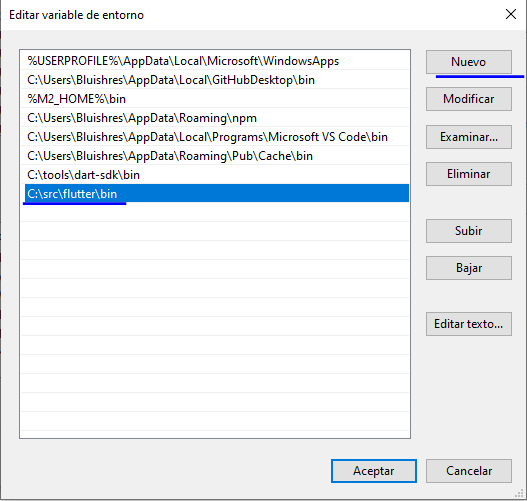 Editar variable de entorno
%USERPROFILE%\AppData\Local\Microsoft\WindowsApps
C:\Users\Bluishres\AppData\Local\GitHubDesktop\bin
%M2_HOME%\bin
C:\Users\Bluishres\AppData\Roaming\npm
C:\Users\Bluishres\AppData\Local\Programs\Microsoft VS Code\bin
C:\Users\Bluishres\AppData\Roaming\Pub\Cache\bin
C:\tools\dart-sdk\bin
C:\src\flutter\bin
Nuevo
Modificar
Examinar...
Eliminar
Subir
Bajar
Editar texto...
Aceptar
Cancelar